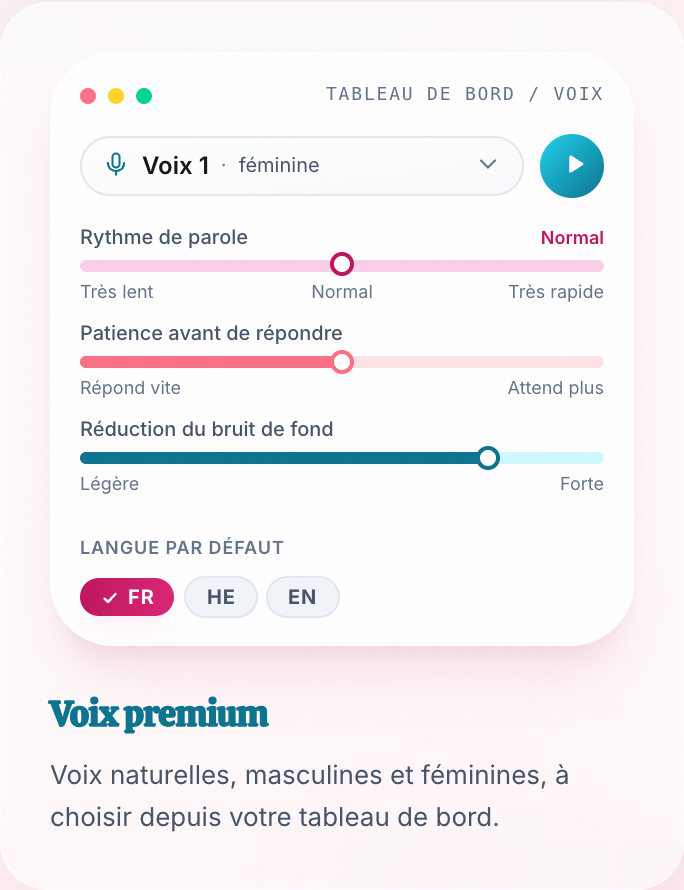 TABLEAU DE BORD / VOIX
Voix 1 · féminine
Rythme de parole
Normal
Très lent
Normal
Très rapide
Patience avant de répondre
Répond vite
Attend plus
Réduction du bruit de fond
Légère
Forte
LANGUE PAR DÉFAUT
FR
HE
EN
Voix premium
Voix naturelles, masculines et féminines, à
choisir depuis votre tableau de bord.